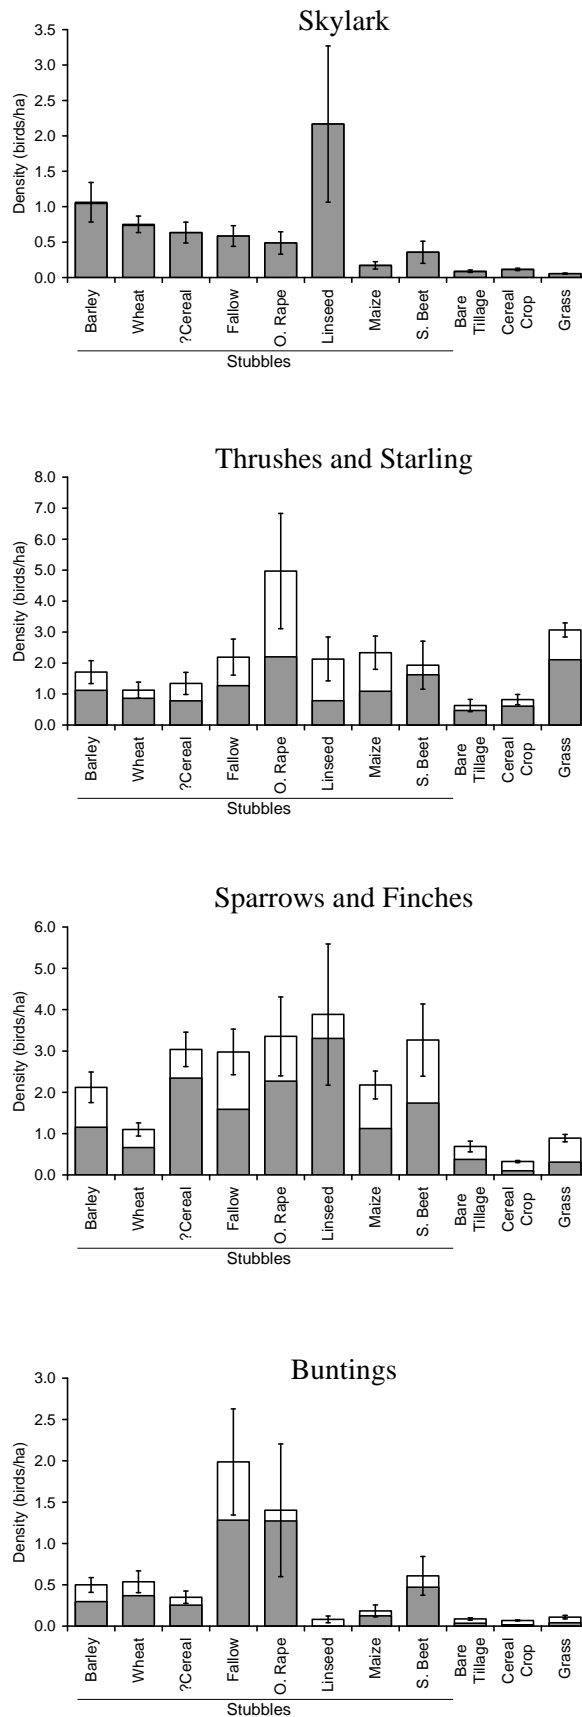 Skylark
Density (birds/ha)
3.5
3.0
2.5
2.0
1.5
1.0
0.5
0.0
Barley
Wheat
?Cereal
Fallow
O. Rape
Linseed
Maize
S. Beet
Bare
Tillage
Cereal
Crop
Grass
Stubbles
Thrushes and Starling
Density (birds/ha)
8.0
7.0
6.0
5.0
4.0
3.0
2.0
1.0
0.0
Barley
Wheat
?Cereal
Fallow
O. Rape
Linseed
Maize
S. Beet
Bare
Tillage
Cereal
Crop
Grass
Stubbles
Sparrows and Finches
Density (birds/ha)
6.0
5.0
4.0
3.0
2.0
1.0
0.0
Barley
Wheat
?Cereal
Fallow
O. Rape
Linseed
Maize
S. Beet
Bare
Tillage
Cereal
Crop
Grass
Stubbles
Buntings
Density (birds/ha)
3.0
2.5
2.0
1.5
1.0
0.5
0.0
Barley
Wheat
?Cereal
Fallow
O. Rape
Linseed
Maize
S. Beet
Bare
Tillage
Cereal
Crop
Grass
Stubbles